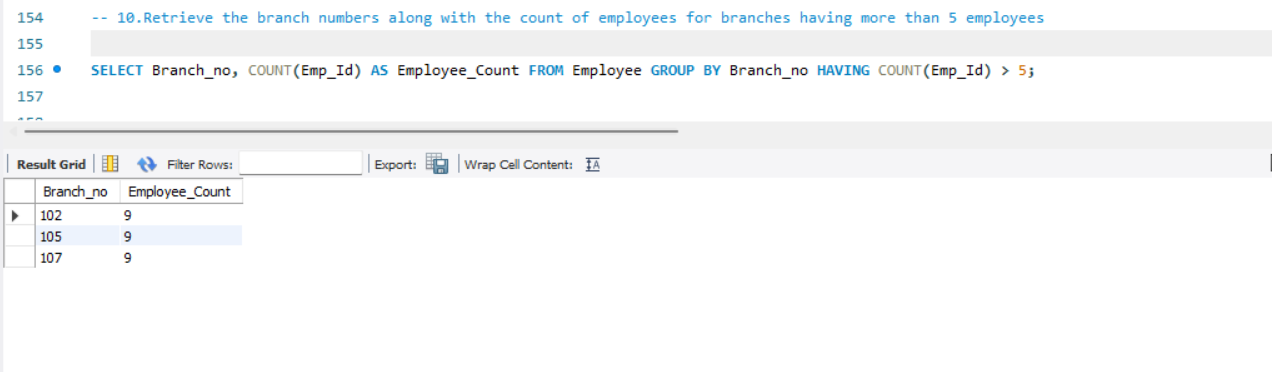 154 -- 10.Retrieve the branch numbers along with the count of employees for branches having more than 5 employees
155
156 SELECT Branch_no, COUNT(Emp_Id) AS Employee_Count FROM Employee GROUP BY Branch_no HAVING COUNT(Emp_Id) > 5;
157
Result Grid Filter Rows: Export: Wrap Cell Content: IA
Branch_no Employee_Count
102 9
105 9
107 9